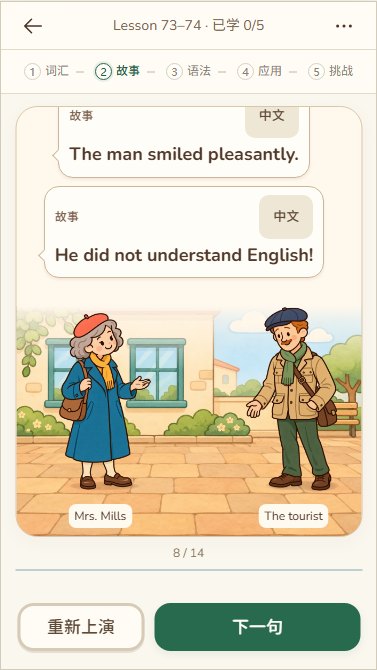 Lesson 73–74 · 已学 0/5
1 词汇 – 2 故事 – 3 语法 – 4 应用 – 5 挑战
故事 中文
The man smiled pleasantly.
故事 中文
He did not understand English!
Mrs. Mills The tourist
8 / 14
重新上演 下一句